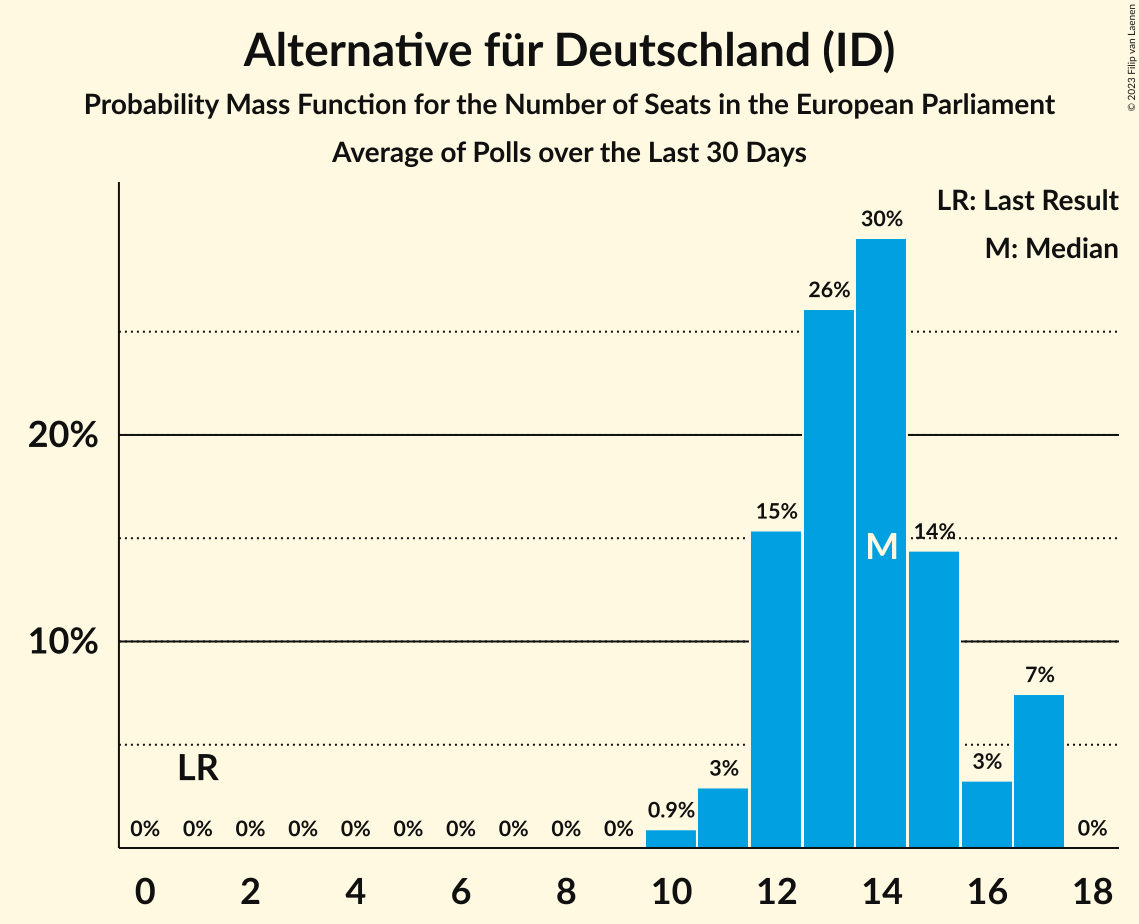 Alternative für Deutschland (ID)
Probability Mass Function for the Number of Seats in the European Parliament
Average of Polls over the Last 30 Days
© 2023 Filip van Laenen
LR: Last Result
M: Median
30%
26%
20%
15%
14%
M
10%
7%
LR
3%
3%
0.9%
0% 0% 0% 0% 0% 0% 0% 0% 0% 0% 0%
0 2 4 6 8 10 12 14 16 18